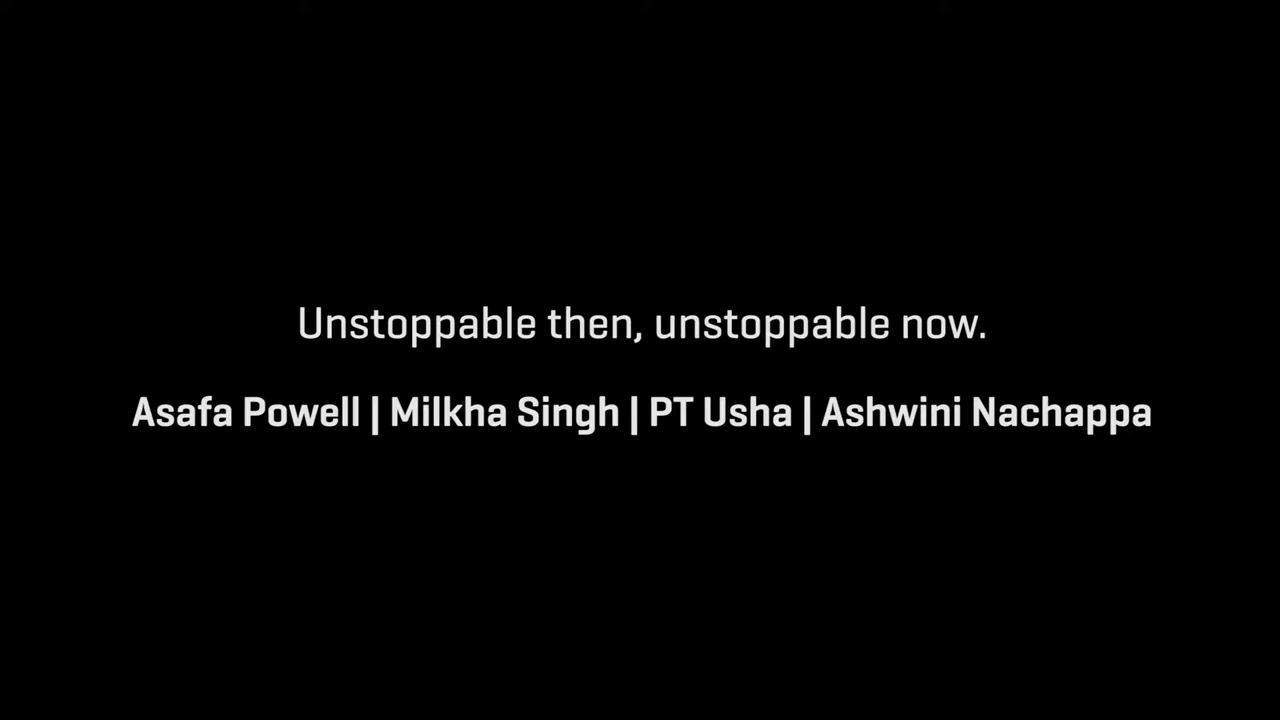 Unstoppable then, unstoppable now.
Asafa Powell | Milkha Singh | PT Usha | Ashwini Nachappa